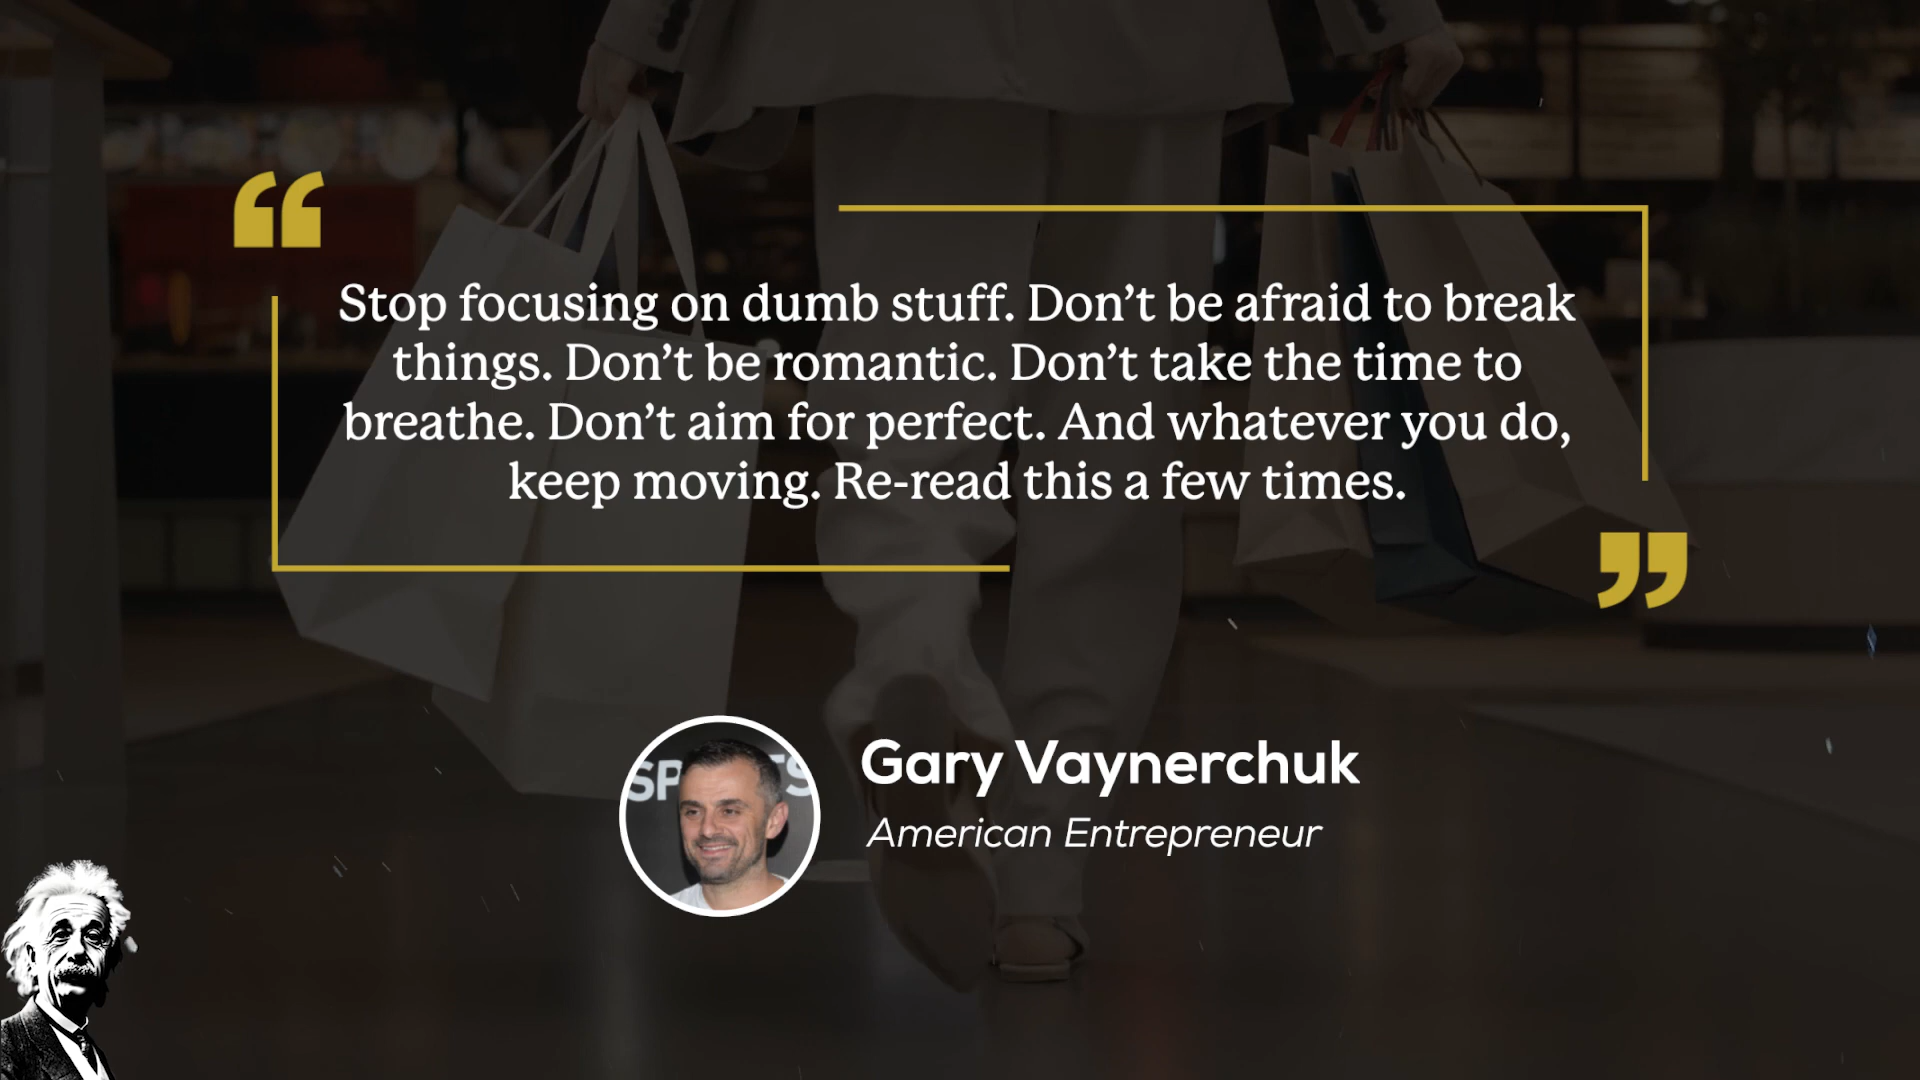 “
Stop focusing on dumb stuff. Don’t be afraid to break
things. Don’t be romantic. Don’t take the time to
breathe. Don’t aim for perfect. And whatever you do,
keep moving. Re-read this a few times.
”
Gary Vaynerchuk
American Entrepreneur